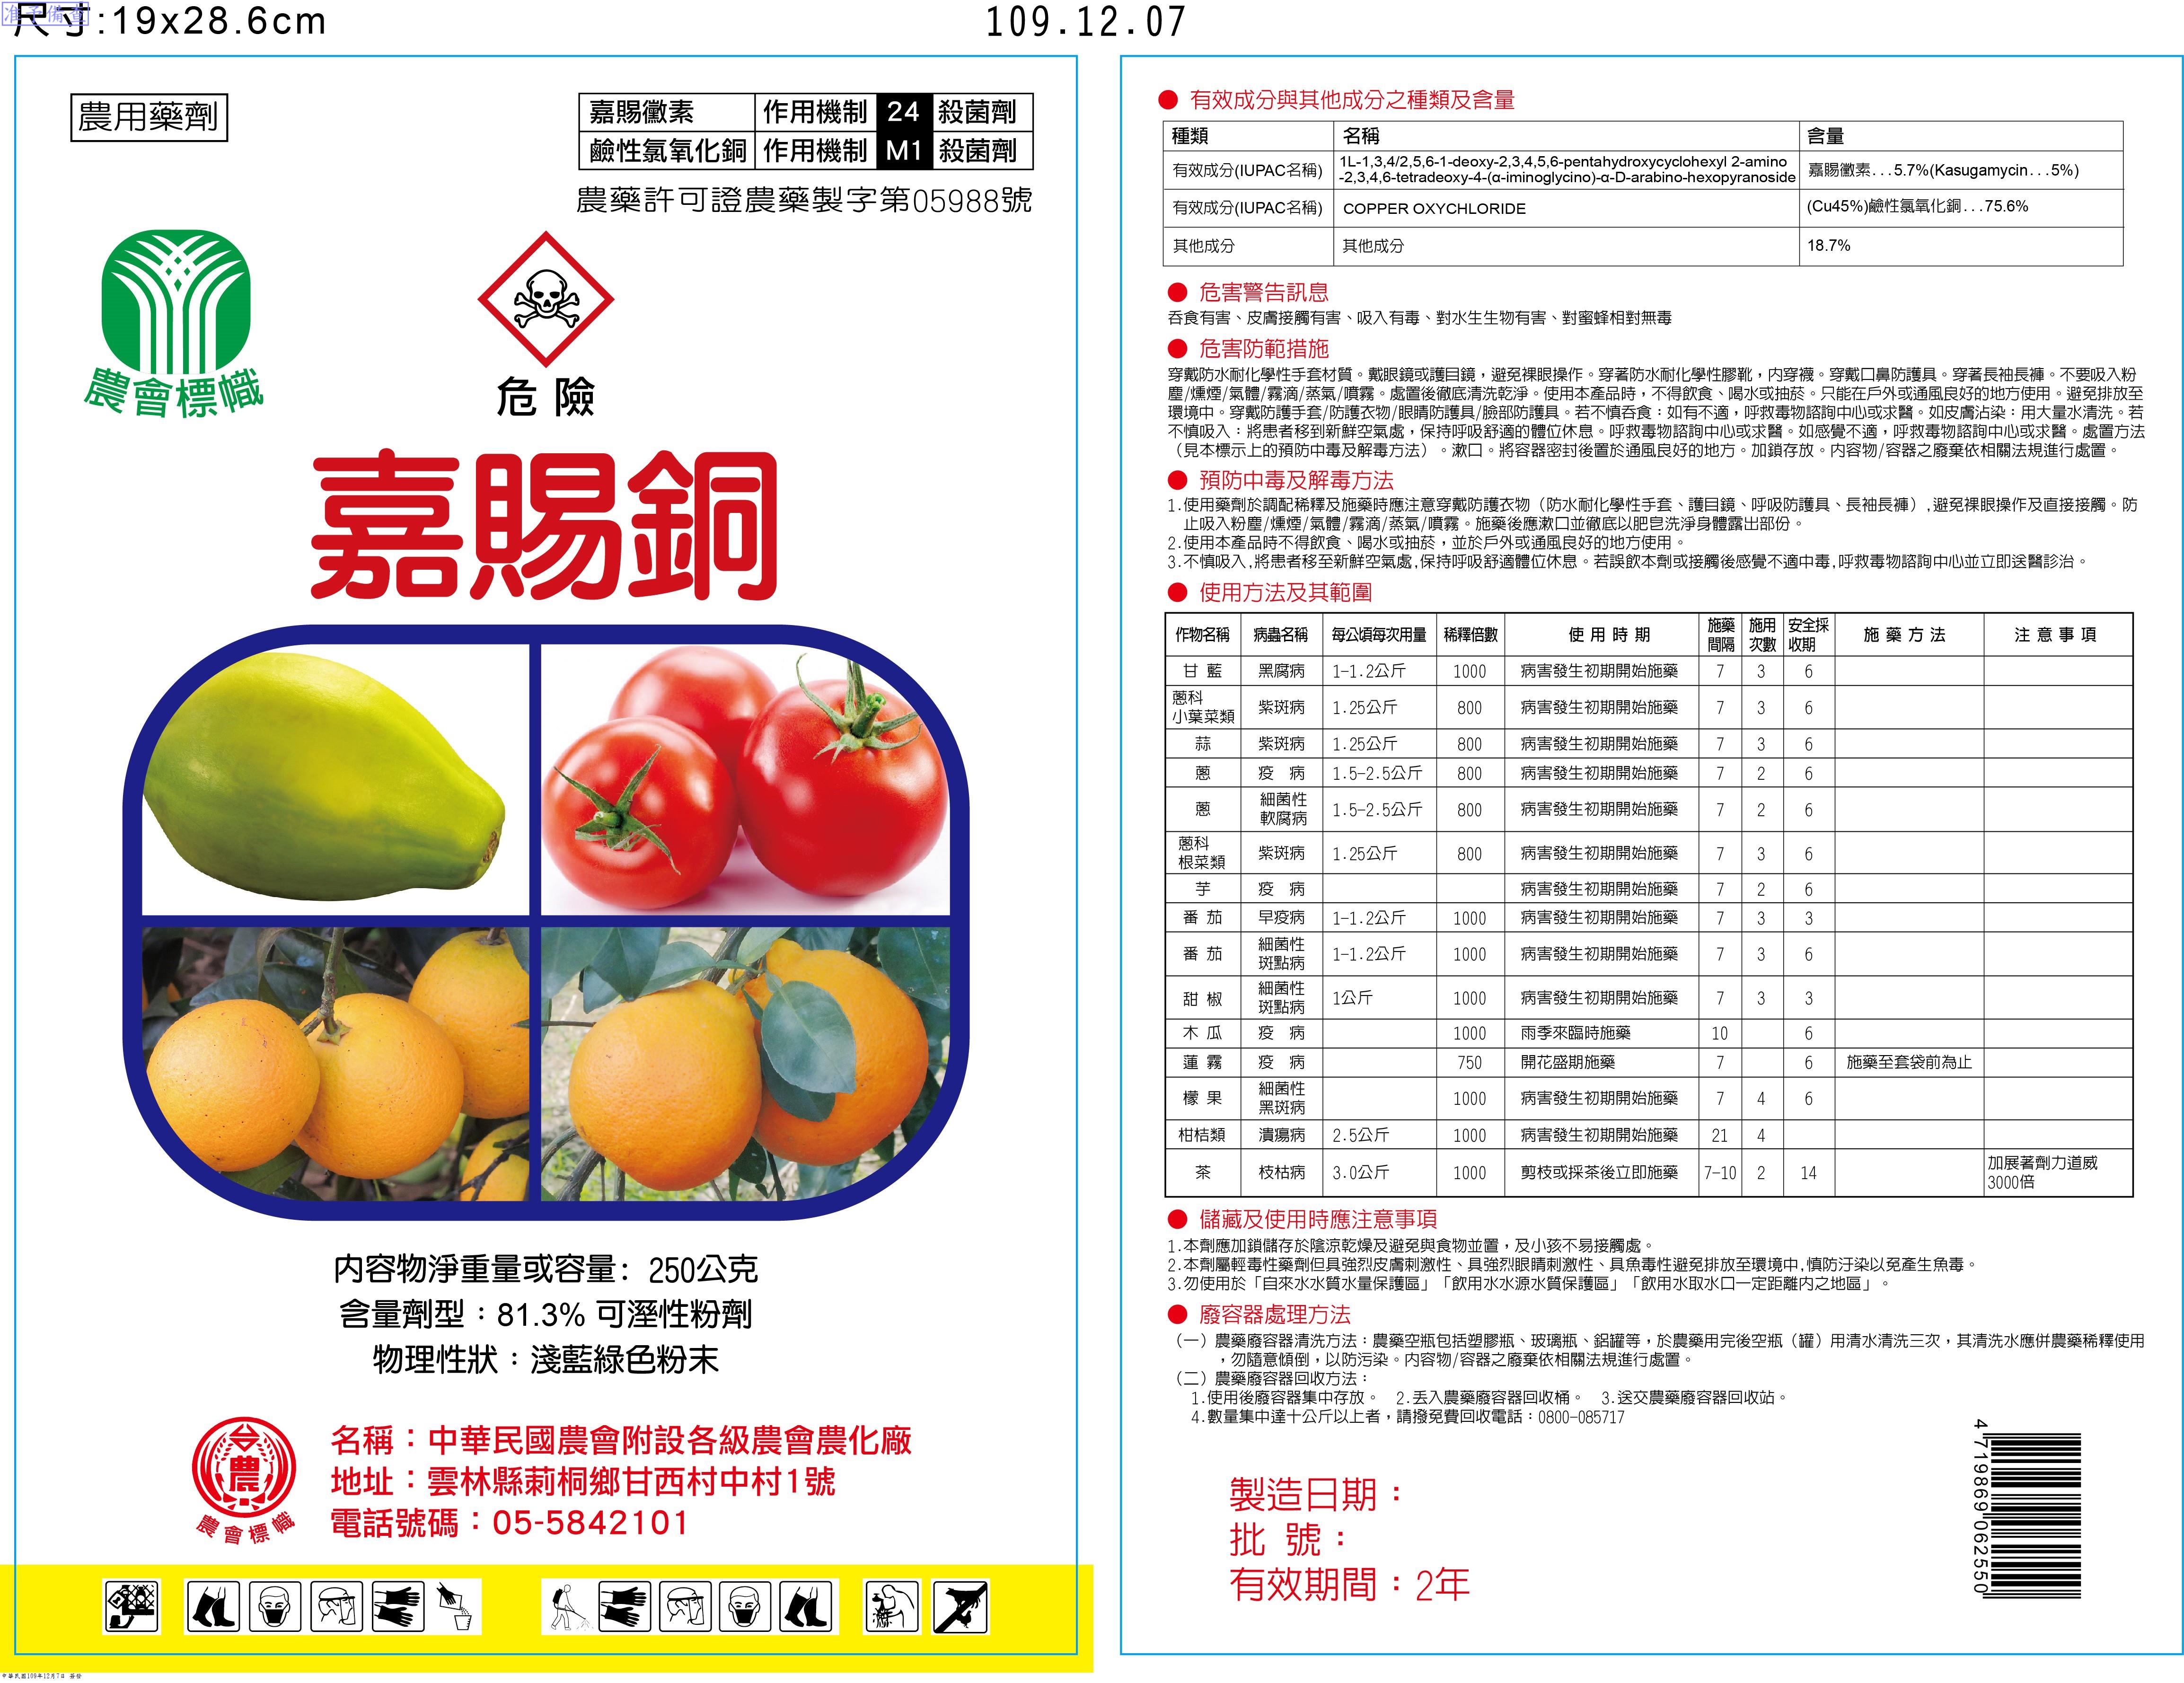 准予備查
尺寸:19x28.6cm
109.12.07
農用藥劑
嘉賜黴素 作用機制 24 殺菌劑
鹼性氯氧化銅 作用機制 M1 殺菌劑
農藥許可證農藥製字第05988號
農會標幟
危險
嘉賜銅
內容物淨重量或容量: 250公克
含量劑型：81.3% 可溼性粉劑
物理性狀：淺藍綠色粉末
農
農會標幟
名稱：中華民國農會附設各級農會農化廠
地址：雲林縣莿桐鄉甘西村中村1號
電話號碼：05-5842101
中華民國109年12月7日 簽發
● 有效成分與其他成分之種類及含量
種類 名稱 含量
有效成分(IUPAC名稱) 1L-1,3,4/2,5,6-1-deoxy-2,3,4,5,6-pentahydroxycyclohexyl 2-amino
-2,3,4,6-tetradeoxy-4-(α-iminoglycino)-α-D-arabino-hexopyranoside 嘉賜黴素...5.7%(Kasugamycin...5%)
有效成分(IUPAC名稱) COPPER OXYCHLORIDE (Cu45%)鹼性氯氧化銅...75.6%
其他成分 其他成分 18.7%
● 危害警告訊息
吞食有害、皮膚接觸有害、吸入有毒、對水生生物有害、對蜜蜂相對無毒
● 危害防範措施
穿戴防水耐化學性手套材質。戴眼鏡或護目鏡，避免裸眼操作。穿著防水耐化學性膠靴，內穿襪。穿戴口鼻防護具。穿著長袖長褲。不要吸入粉
塵/燻煙/氣體/霧滴/蒸氣/噴霧。處置後徹底清洗乾淨。使用本產品時，不得飲食、喝水或抽菸。只能在戶外或通風良好的地方使用。避免排放至
環境中。穿戴防護手套/防護衣物/眼睛防護具/臉部防護具。若不慎吞食：如有不適，呼救毒物諮詢中心或求醫。如皮膚沾染：用大量水清洗。若
不慎吸入：將患者移到新鮮空氣處，保持呼吸舒適的體位休息。呼救毒物諮詢中心或求醫。如感覺不適，呼救毒物諮詢中心或求醫。處置方法
（見本標示上的預防中毒及解毒方法）。漱口。將容器密封後置於通風良好的地方。加鎖存放。內容物/容器之廢棄依相關法規進行處置。
● 預防中毒及解毒方法
1.使用藥劑於調配稀釋及施藥時應注意穿戴防護衣物（防水耐化學性手套、護目鏡、呼吸防護具、長袖長褲）,避免裸眼操作及直接接觸。防
止吸入粉塵/燻煙/氣體/霧滴/蒸氣/噴霧。施藥後應漱口並徹底以肥皂洗淨身體露出部份。
2.使用本產品時不得飲食、喝水或抽菸，並於戶外或通風良好的地方使用。
3.不慎吸入,將患者移至新鮮空氣處,保持呼吸舒適體位休息。若誤飲本劑或接觸後感覺不適中毒,呼救毒物諮詢中心並立即送醫診治。
● 使用方法及其範圍
作物名稱 病蟲名稱 每公頃每次用量 稀釋倍數 使用時期 施藥間隔 施用次數 安全採收期 施藥方法 注意事項
甘藍 黑腐病 1-1.2公斤 1000 病害發生初期開始施藥 7 3 6
蔥科小葉菜類 紫斑病 1.25公斤 800 病害發生初期開始施藥 7 3 6
蒜 紫斑病 1.25公斤 800 病害發生初期開始施藥 7 3 6
蔥 疫病 1.5-2.5公斤 800 病害發生初期開始施藥 7 2 6
蔥 細菌性軟腐病 1.5-2.5公斤 800 病害發生初期開始施藥 7 2 6
蔥科根菜類 紫斑病 1.25公斤 800 病害發生初期開始施藥 7 3 6
芋 疫病 病害發生初期開始施藥 7 2 6
番茄 早疫病 1-1.2公斤 1000 病害發生初期開始施藥 7 3 3
番茄 細菌性斑點病 1-1.2公斤 1000 病害發生初期開始施藥 7 3 6
甜椒 細菌性斑點病 1公斤 1000 病害發生初期開始施藥 7 3 3
木瓜 疫病 1000 雨季來臨時施藥 10 6
蓮霧 疫病 750 開花盛期施藥 7 6 施藥至套袋前為止
檬果 細菌性黑斑病 1000 病害發生初期開始施藥 7 4 6
柑桔類 潰瘍病 2.5公斤 1000 病害發生初期開始施藥 21 4
茶 枝枯病 3.0公斤 1000 剪枝或採茶後立即施藥 7-10 2 14 加展著劑力道威3000倍
● 儲藏及使用時應注意事項
1.本劑應加鎖儲存於陰涼乾燥及避免與食物並置，及小孩不易接觸處。
2.本劑屬輕毒性藥劑但具強烈皮膚刺激性、具強烈眼睛刺激性、具魚毒性避免排放至環境中,慎防汙染以免產生魚毒。
3.勿使用於「自來水水質水量保護區」「飲用水水源水質保護區」「飲用水取水口一定距離內之地區」。
● 廢容器處理方法
（一）農藥廢容器清洗方法：農藥空瓶包括塑膠瓶、玻璃瓶、鋁罐等，於農藥用完後空瓶（罐）用清水清洗三次，其清洗水應併農藥稀釋使用
，勿隨意傾倒，以防污染。內容物/容器之廢棄依相關法規進行處置。
（二）農藥廢容器回收方法：
1.使用後廢容器集中存放。 2.丟入農藥廢容器回收桶。 3.送交農藥廢容器回收站。
4.數量集中達十公斤以上者，請撥免費回收電話：0800-085717
製造日期：
批 號：
有效期間：2年
4719869062550